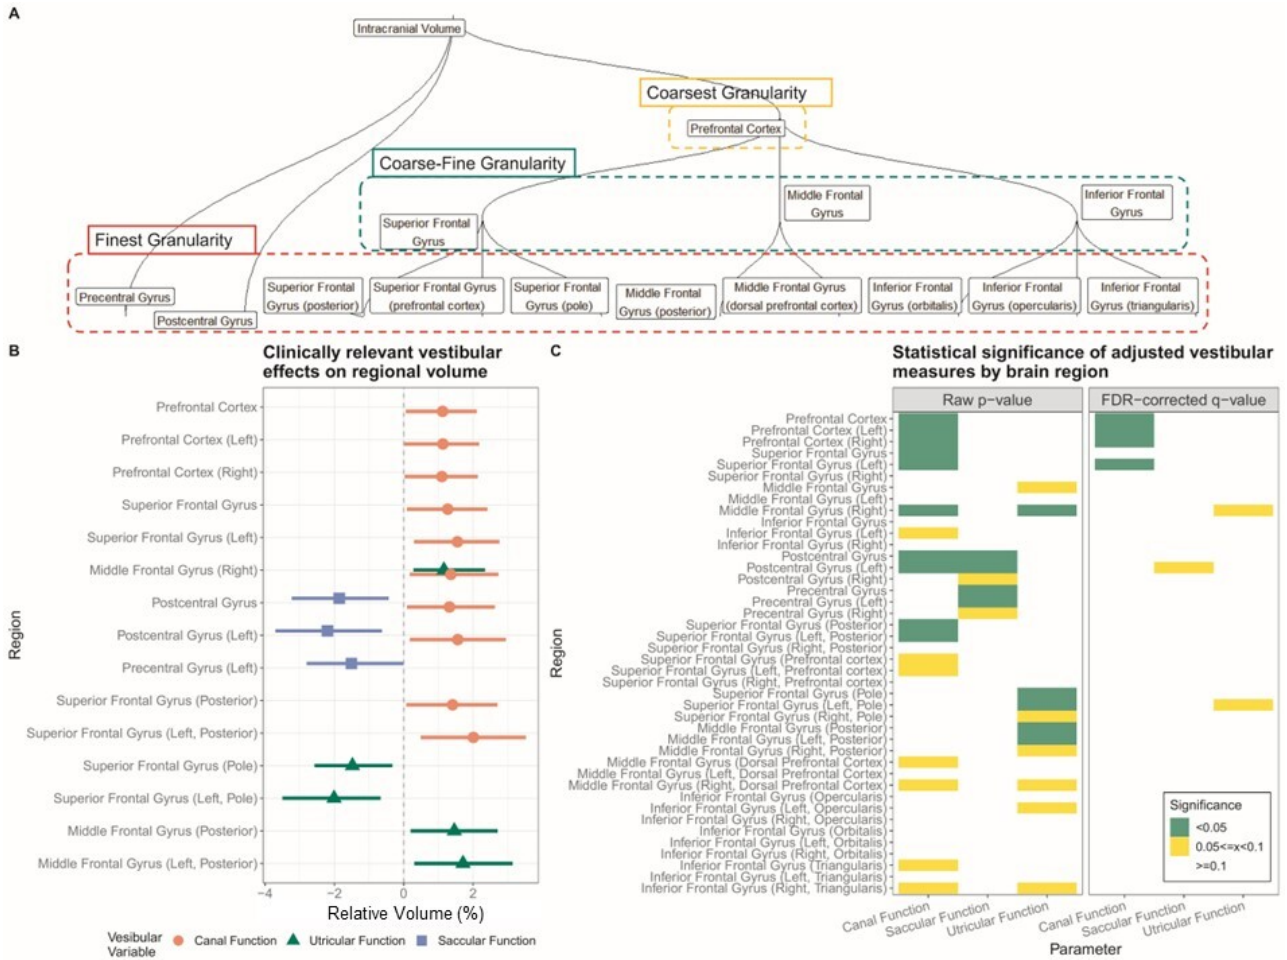 A
Intracranial Volume
Coarsest Granularity
Prefrontal Cortex
Coarse-Fine Granularity
Middle Frontal
Gyrus
Inferior Frontal
Gyrus
Superior Frontal
Gyrus
Finest Granularity
Precentral Gyrus
Postcentral Gyrus
Superior Frontal
Gyrus (posterior)
Superior Frontal Gyrus
(prefrontal cortex)
Superior Frontal
Gyrus (pole)
Middle Frontal
Gyrus (posterior)
Middle Frontal Gyrus
(dorsal prefrontal cortex)
Inferior Frontal
Gyrus (orbitalis)
Inferior Frontal
Gyrus (opercularis)
Inferior Frontal
Gyrus (triangularis)
B
Clinically relevant vestibular
effects on regional volume
Region
Prefrontal Cortex
Prefrontal Cortex (Left)
Prefrontal Cortex (Right)
Superior Frontal Gyrus
Superior Frontal Gyrus (Left)
Middle Frontal Gyrus (Right)
Postcentral Gyrus
Postcentral Gyrus (Left)
Precentral Gyrus (Left)
Superior Frontal Gyrus (Posterior)
Superior Frontal Gyrus (Left, Posterior)
Superior Frontal Gyrus (Pole)
Superior Frontal Gyrus (Left, Pole)
Middle Frontal Gyrus (Posterior)
Middle Frontal Gyrus (Left, Posterior)
−4 −2 0 2
Relative Volume (%)
Vesibular
Variable
Canal Function
Utricular Function
Saccular Function
C
Statistical significance of adjusted vestibular
measures by brain region
Raw p−value
FDR−corrected q−value
Region
Prefrontal Cortex
Prefrontal Cortex (Left)
Prefrontal Cortex (Right)
Superior Frontal Gyrus
Superior Frontal Gyrus (Left)
Superior Frontal Gyrus (Right)
Middle Frontal Gyrus
Middle Frontal Gyrus (Left)
Middle Frontal Gyrus (Right)
Inferior Frontal Gyrus
Inferior Frontal Gyrus (Left)
Inferior Frontal Gyrus (Right)
Postcentral Gyrus
Postcentral Gyrus (Left)
Postcentral Gyrus (Right)
Precentral Gyrus
Precentral Gyrus (Left)
Precentral Gyrus (Right)
Superior Frontal Gyrus (Posterior)
Superior Frontal Gyrus (Left, Posterior)
Superior Frontal Gyrus (Right, Posterior)
Superior Frontal Gyrus (Prefrontal cortex)
Superior Frontal Gyrus (Left, Prefrontal cortex)
Superior Frontal Gyrus (Right, Prefrontal cortex)
Superior Frontal Gyrus (Pole)
Superior Frontal Gyrus (Left, Pole)
Superior Frontal Gyrus (Right, Pole)
Middle Frontal Gyrus (Posterior)
Middle Frontal Gyrus (Left, Posterior)
Middle Frontal Gyrus (Right, Posterior)
Middle Frontal Gyrus (Dorsal Prefrontal Cortex)
Middle Frontal Gyrus (Left, Dorsal Prefrontal Cortex)
Middle Frontal Gyrus (Right, Dorsal Prefrontal Cortex)
Inferior Frontal Gyrus (Opercularis)
Inferior Frontal Gyrus (Left, Opercularis)
Inferior Frontal Gyrus (Right, Opercularis)
Inferior Frontal Gyrus (Orbitalis)
Inferior Frontal Gyrus (Left, Orbitalis)
Inferior Frontal Gyrus (Right, Orbitalis)
Inferior Frontal Gyrus (Triangularis)
Inferior Frontal Gyrus (Left, Triangularis)
Inferior Frontal Gyrus (Right, Triangularis)
Significance
<0.05
0.05<=x<0.1
>=0.1
Canal Function
Saccular Function
Utricular Function
Canal Function
Saccular Function
Utricular Function
Parameter